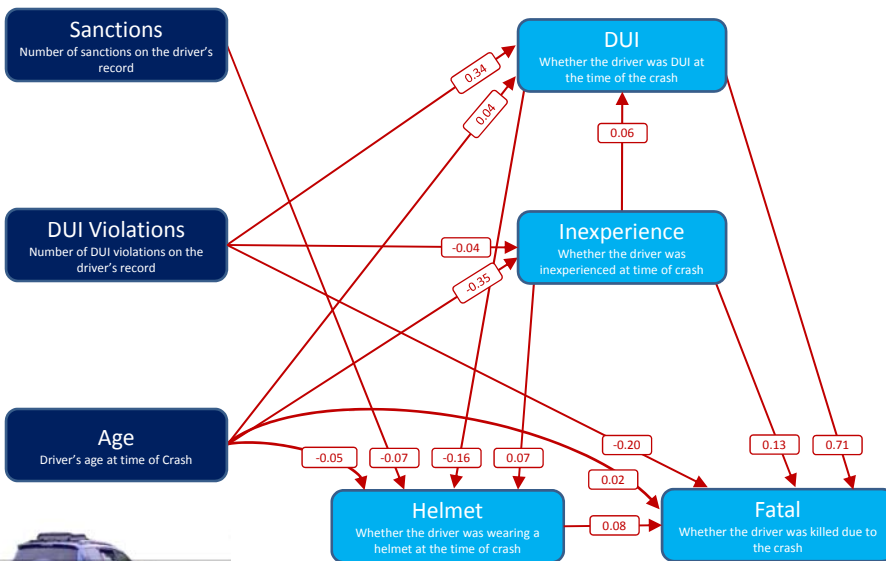 Sanctions
Number of sanctions on the driver's
record
DUI
Whether the driver was DUI at
the time of the crash
0.34
0.04
0.06
DUI Violations
Number of DUI violations on the
driver's record
Inexperience
Whether the driver was
inexperienced at time of crash
-0.04
-0.35
Age
Driver's age at time of Crash
-0.05
-0.07
-0.16
0.07
-0.20
0.02
0.13
0.71
Helmet
Whether the driver was wearing a
helmet at the time of crash
0.08
Fatal
Whether the driver was killed due to
the crash